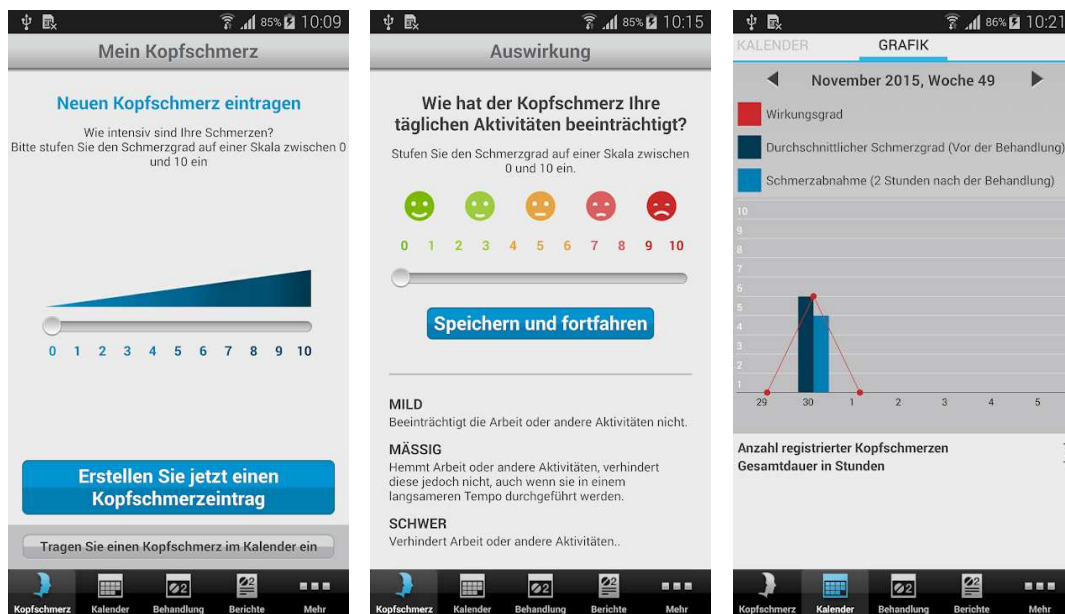 85% 10:09
Mein Kopfschmerz
Neuen Kopfschmerz eintragen
Wie intensiv sind Ihre Schmerzen?
Bitte stufen Sie den Schmerzgrad auf einer Skala zwischen 0
und 10 ein
0 1 2 3 4 5 6 7 8 9 10
Erstellen Sie jetzt einen
Kopfschmerzeintrag
Tragen Sie einen Kopfschmerz im Kalender ein
Kopfschmerz Kalender Behandlung Berichte Mehr
85% 10:15
Auswirkung
Wie hat der Kopfschmerz Ihre
täglichen Aktivitäten beeinträchtigt?
Stufen Sie den Schmerzgrad auf einer Skala zwischen
0 und 10 ein.
0 1 2 3 4 5 6 7 8 9 10
Speichern und fortfahren
MILD
Beeinträchtigt die Arbeit oder andere Aktivitäten nicht.
MÄSSIG
Hemmt Arbeit oder andere Aktivitäten, verhindert
diese jedoch nicht, auch wenn sie in einem
langsameren Tempo durchgeführt werden.
SCHWER
Verhindert Arbeit oder andere Aktivitäten..
Kopfschmerz Kalender Behandlung Berichte Mehr
86% 10:21
KALENDER GRAFIK
November 2015, Woche 49
Wirkungsgrad
Durchschnittlicher Schmerzgrad (Vor der Behandlung)
Schmerzabnahme (2 Stunden nach der Behandlung)
10
9
8
7
6
5
4
3
2
1
29 30 1 2 3 4 5
Anzahl registrierter Kopfschmerzen
Gesamtdauer in Stunden
Kopfschmerz Kalender Behandlung Berichte Mehr